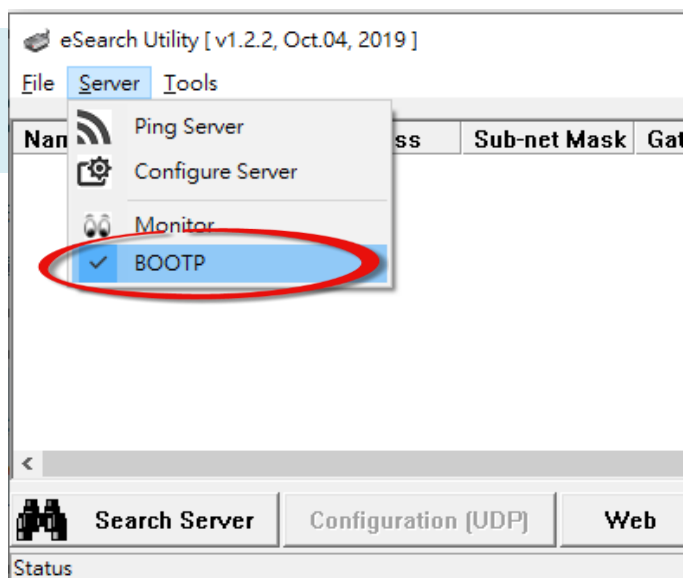 eSearch Utility [ v1.2.2, Oct.04, 2019 ]
File Server Tools
Ping Server
Configure Server
Monitor
BOOTP
Sub-net Mask
Search Server Configuration (UDP) Web
Status